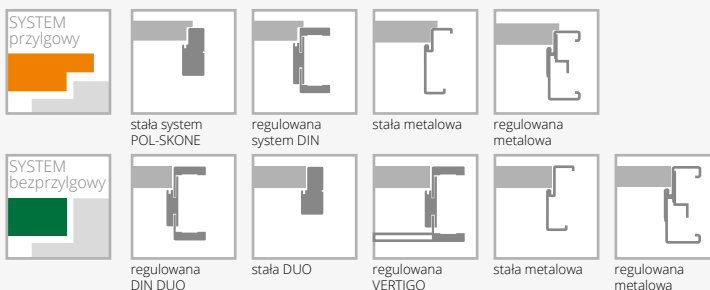 SYSTEM
przylgowy
stała system
POL-SKONE
regulowana
system DIN
stała metalowa
regulowana
metalowa
SYSTEM
bezprzylgowy
regulowana
DIN DUO
stała DUO
regulowana
VERTIGO
stała metalowa
regulowana
metalowa